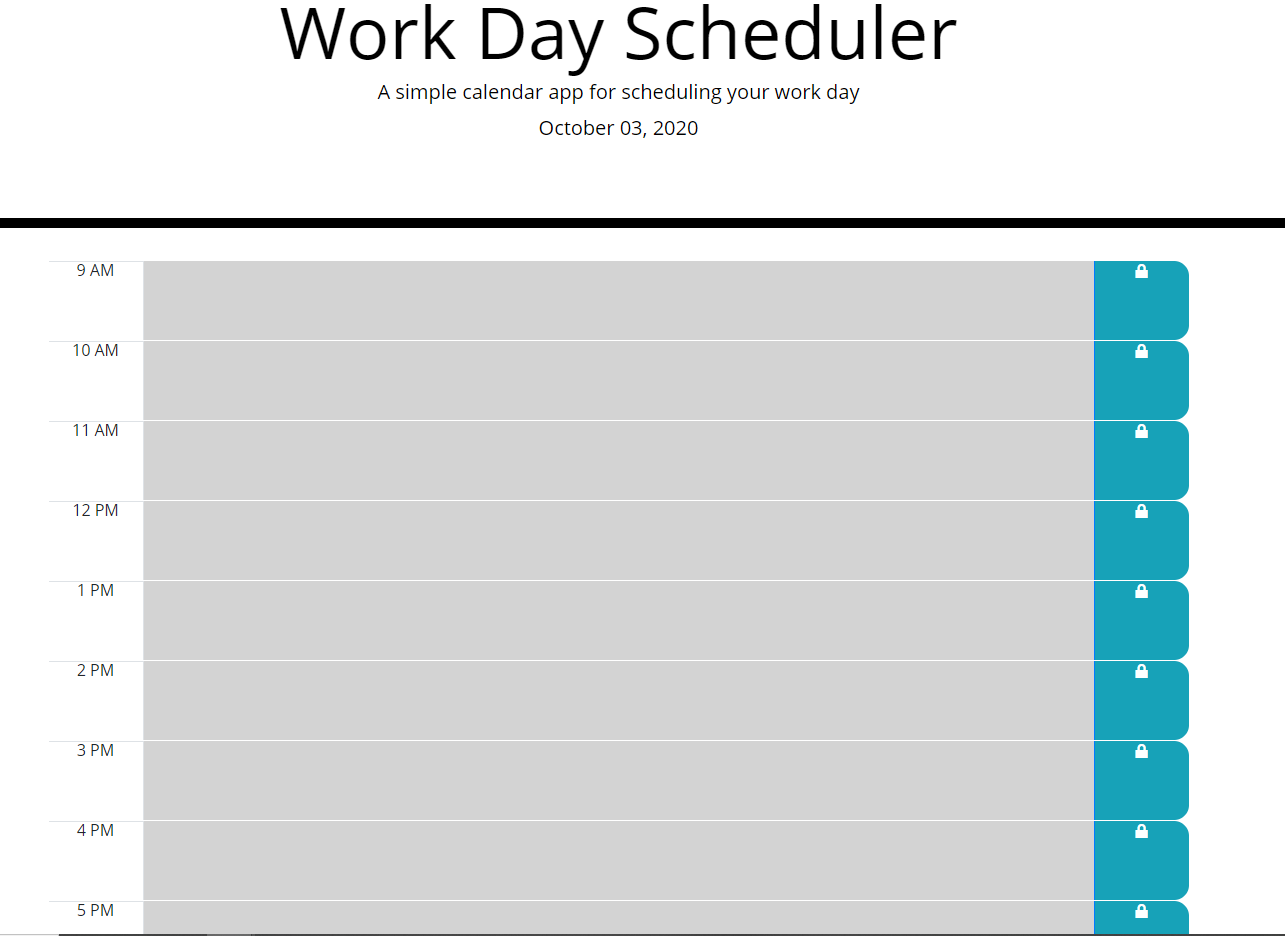 Work Day Scheduler
A simple calendar app for scheduling your work day
October 03, 2020
9 AM
10 AM
11 AM
12 PM
1 PM
2 PM
3 PM
4 PM
5 PM